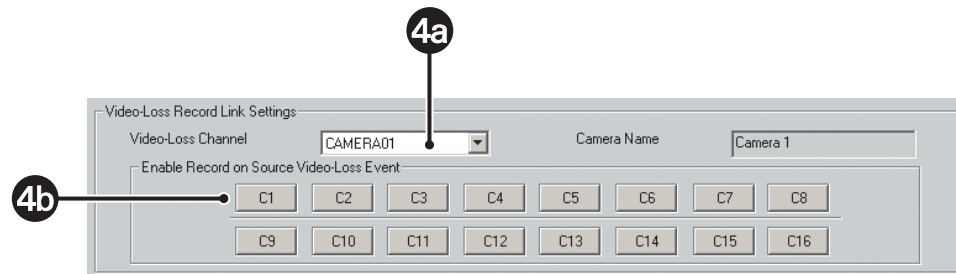 4a
Video-Loss Record Link Settings
Video-Loss Channel CAMERA01 Camera Name Camera 1
Enable Record on Source Video-Loss Event
4b C1 C2 C3 C4 C5 C6 C7 C8
C9 C10 C11 C12 C13 C14 C15 C16